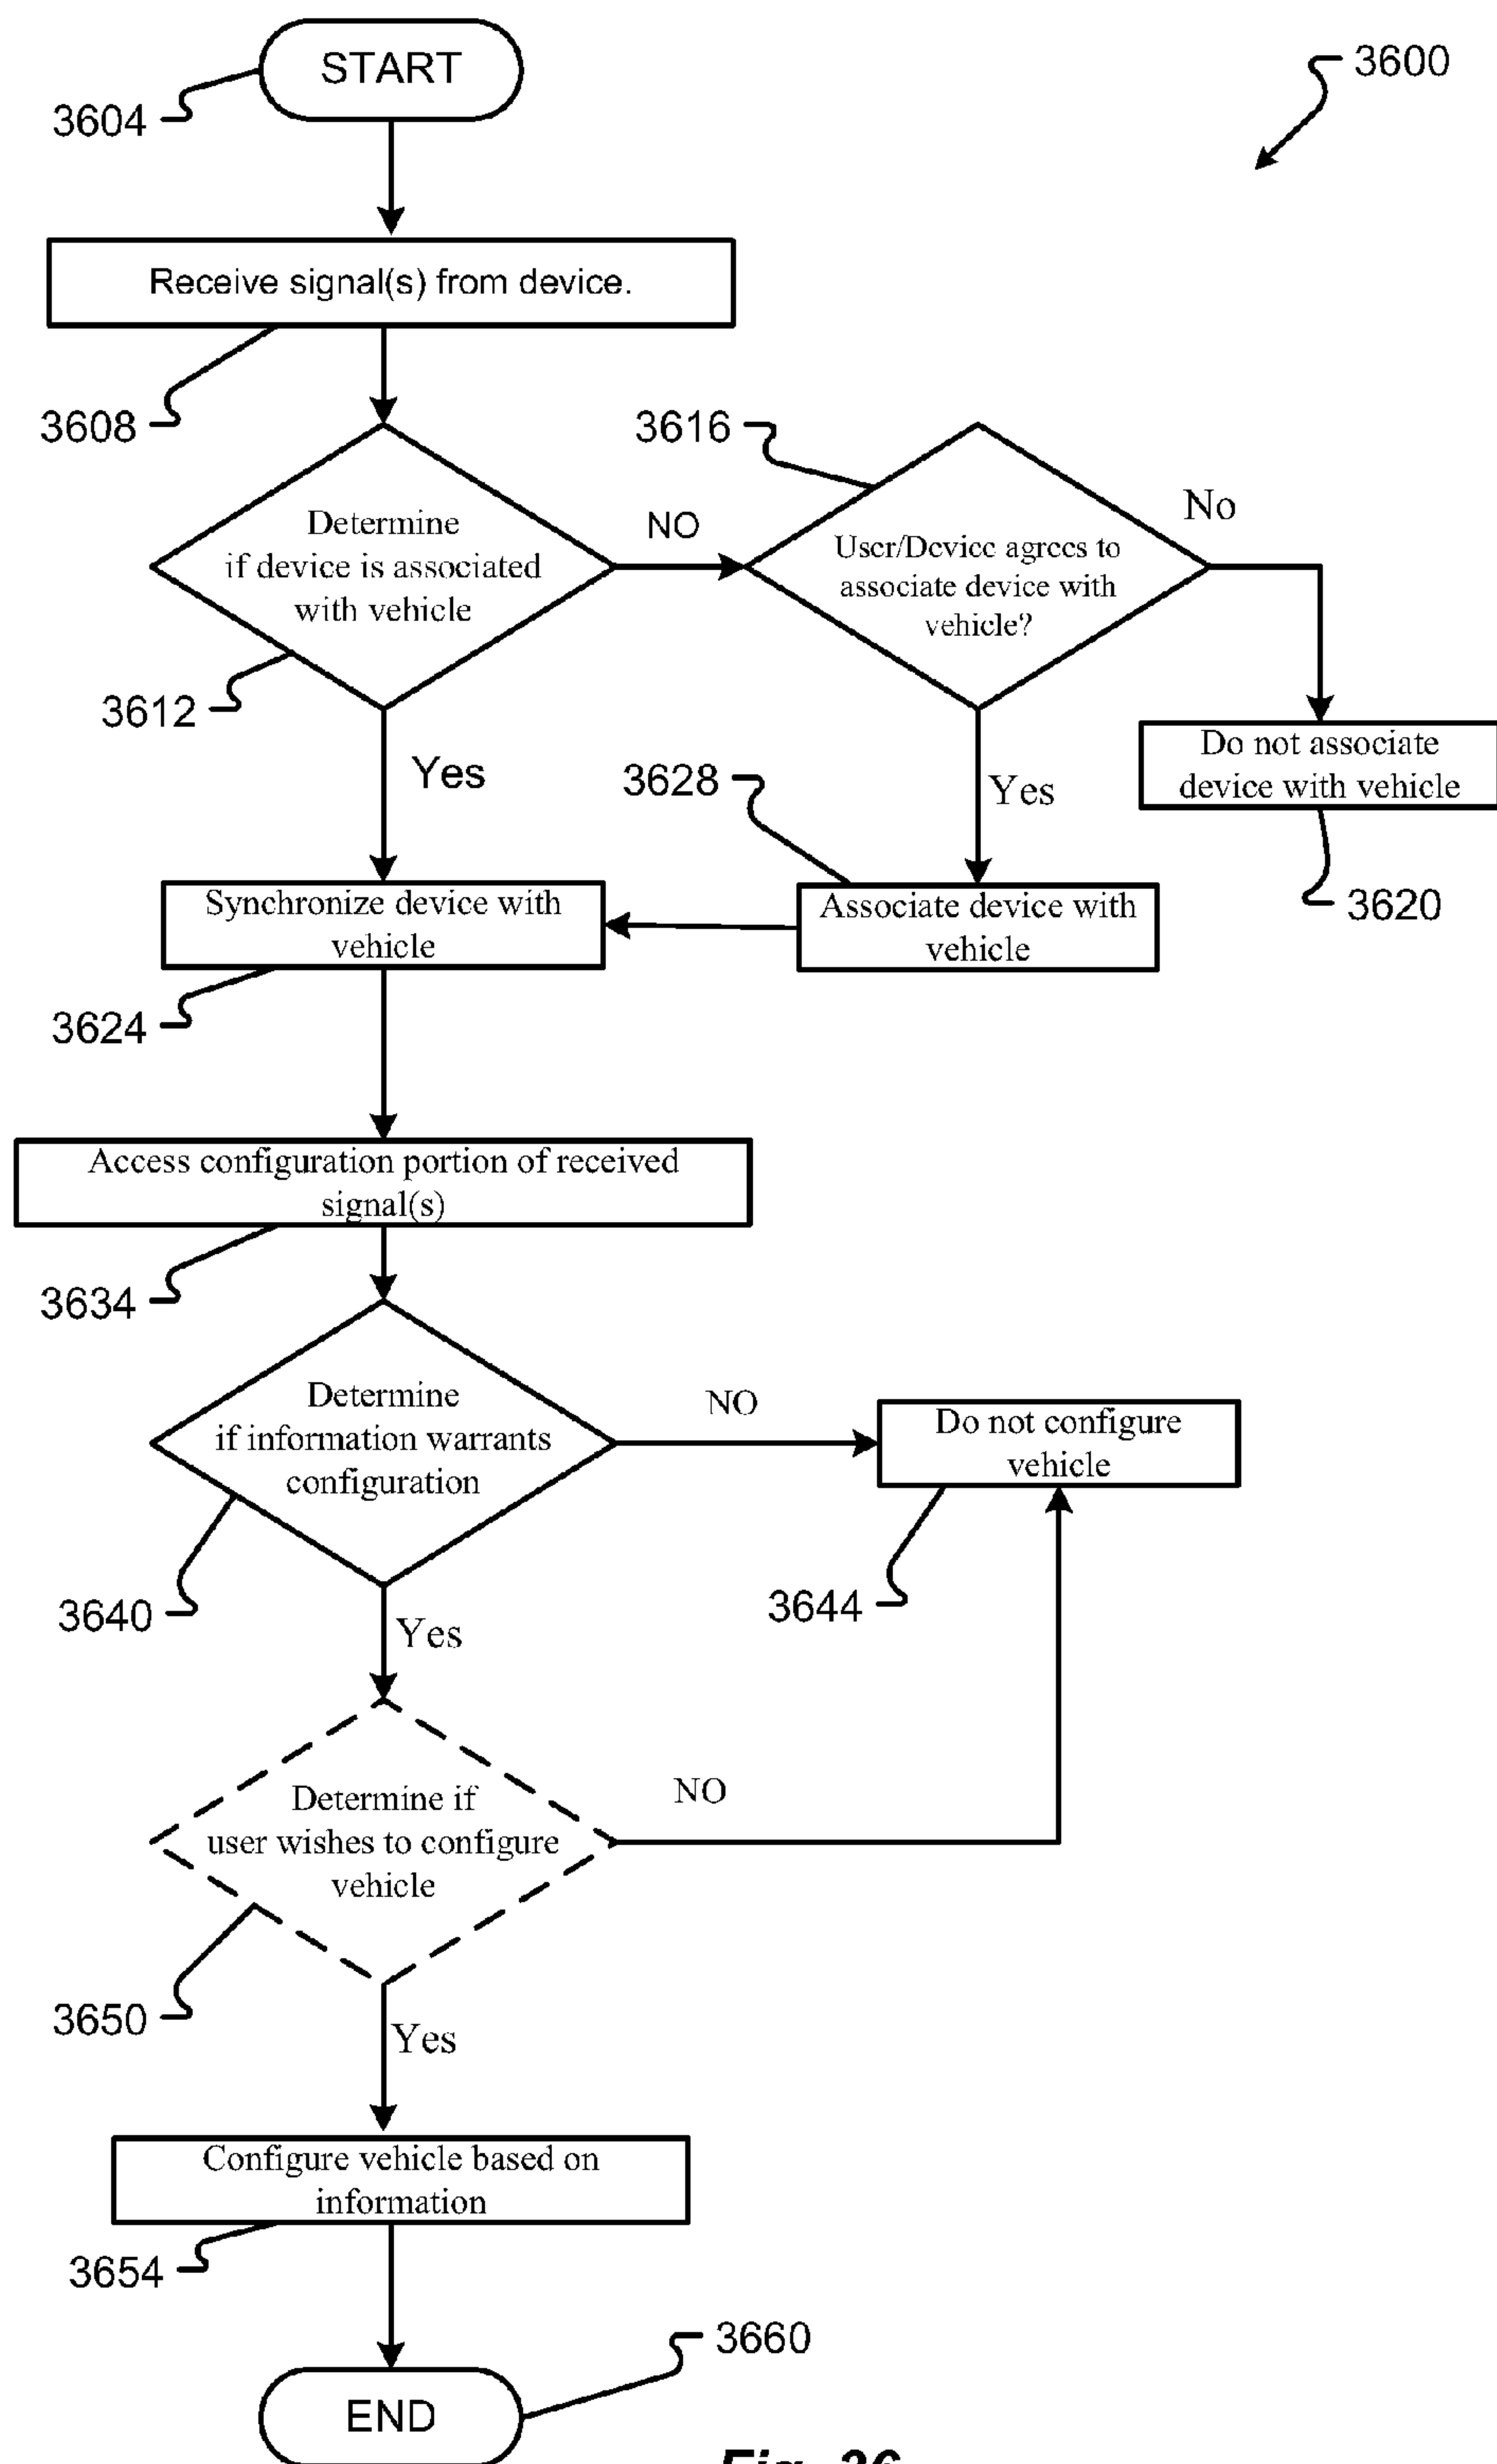 START
3600
3604
Receive signal(s) from device.
3608
3616
Determine
if device is associated
with vehicle
NO
User/Device agrees to
associate device with
vehicle?
No
3612
Yes
3628
Yes
Do not associate
device with vehicle
3620
Synchronize device with
vehicle
Associate device with
vehicle
3624
Access configuration portion of received
signal(s)
3634
Determine
if information warrants
configuration
NO
Do not configure
vehicle
3640
3644
Yes
Determine if
user wishes to configure
vehicle
NO
3650
Yes
Configure vehicle based on
information
3654
3660
END
Fig. 36